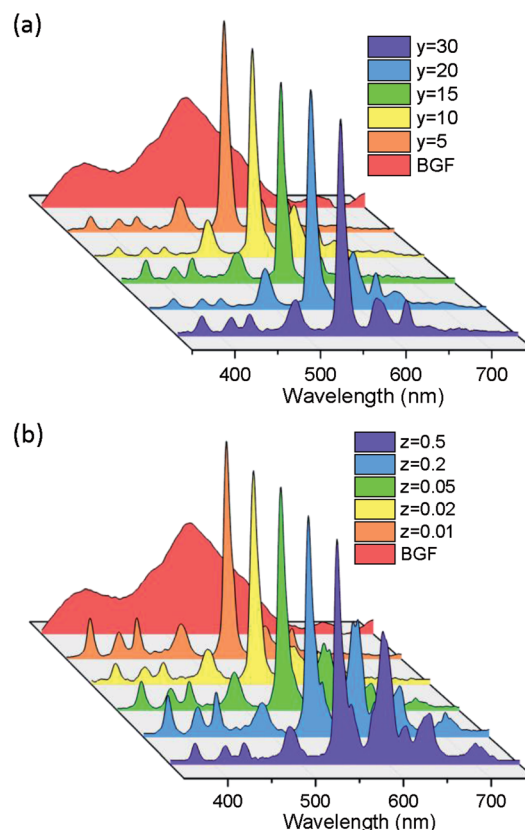 (a)
y=30
y=20
y=15
y=10
y=5
BGF
400 500 600 700
Wavelength (nm)
(b)
z=0.5
z=0.2
z=0.05
z=0.02
z=0.01
BGF
400 500 600 700
Wavelength (nm)